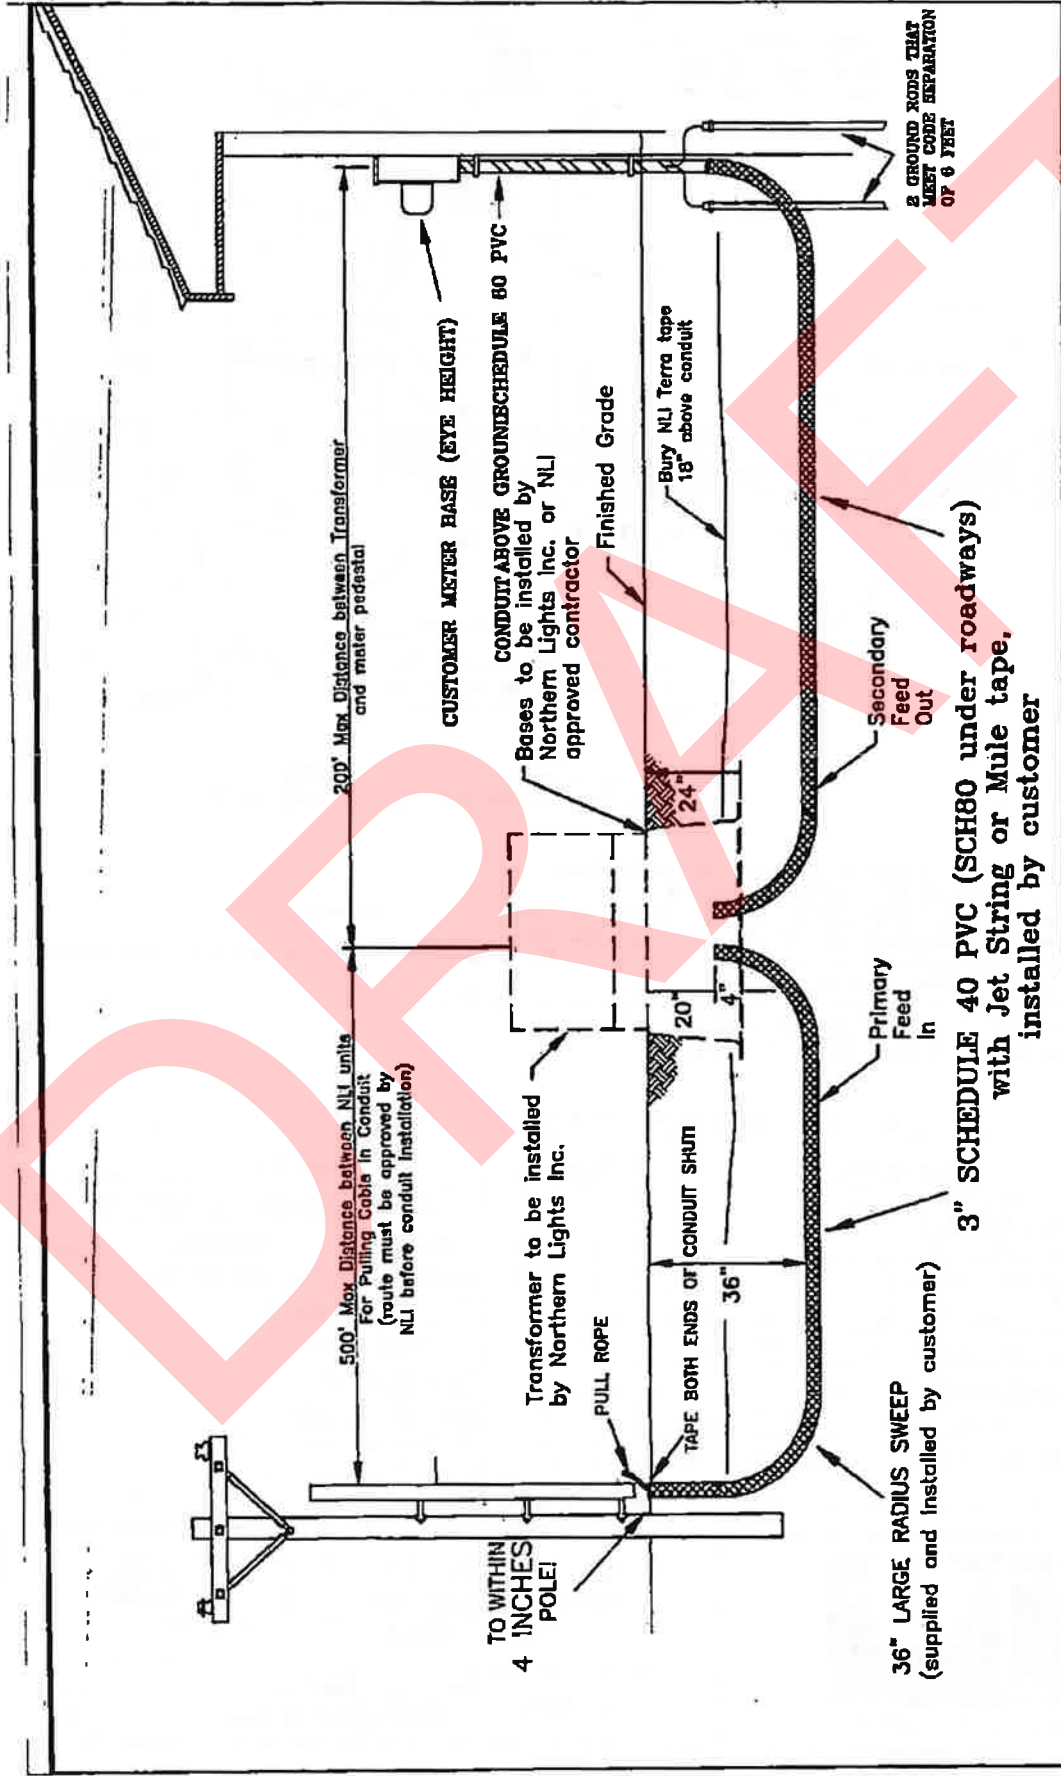 500' Max Distance between NLI units
For Pulling Cable in Conduit
(route must be approved by
NLI before conduit installation)
200' Max Distance between Transformer
and meter pedestal
CUSTOMER METER BASE (EYE HEIGHT)
CONDUIT ABOVE GROUND SCHEDULE 80 PVC
Bases to be installed by
Northern Lights Inc. or NLI
approved contractor
Finished Grade
Transformer to be installed
by Northern Lights Inc.
PULL ROPE
TO WITHIN
4 INCHES
POLE!
TAPE BOTH ENDS OF CONDUIT SHUT
36"
20"
4"
24"
Bury NLI Terra tape
18" above conduit
2 GROUND RODS THAT
MEET CODE SEPARATION
OF 6 FEET
Primary
Feed
In
Secondary
Feed
Out
36" LARGE RADIUS SWEEP
(supplied and installed by customer)
3" SCHEDULE 40 PVC (SCH80 under roadways)
with Jet String or Mule tape,
installed by customer
DRAFT